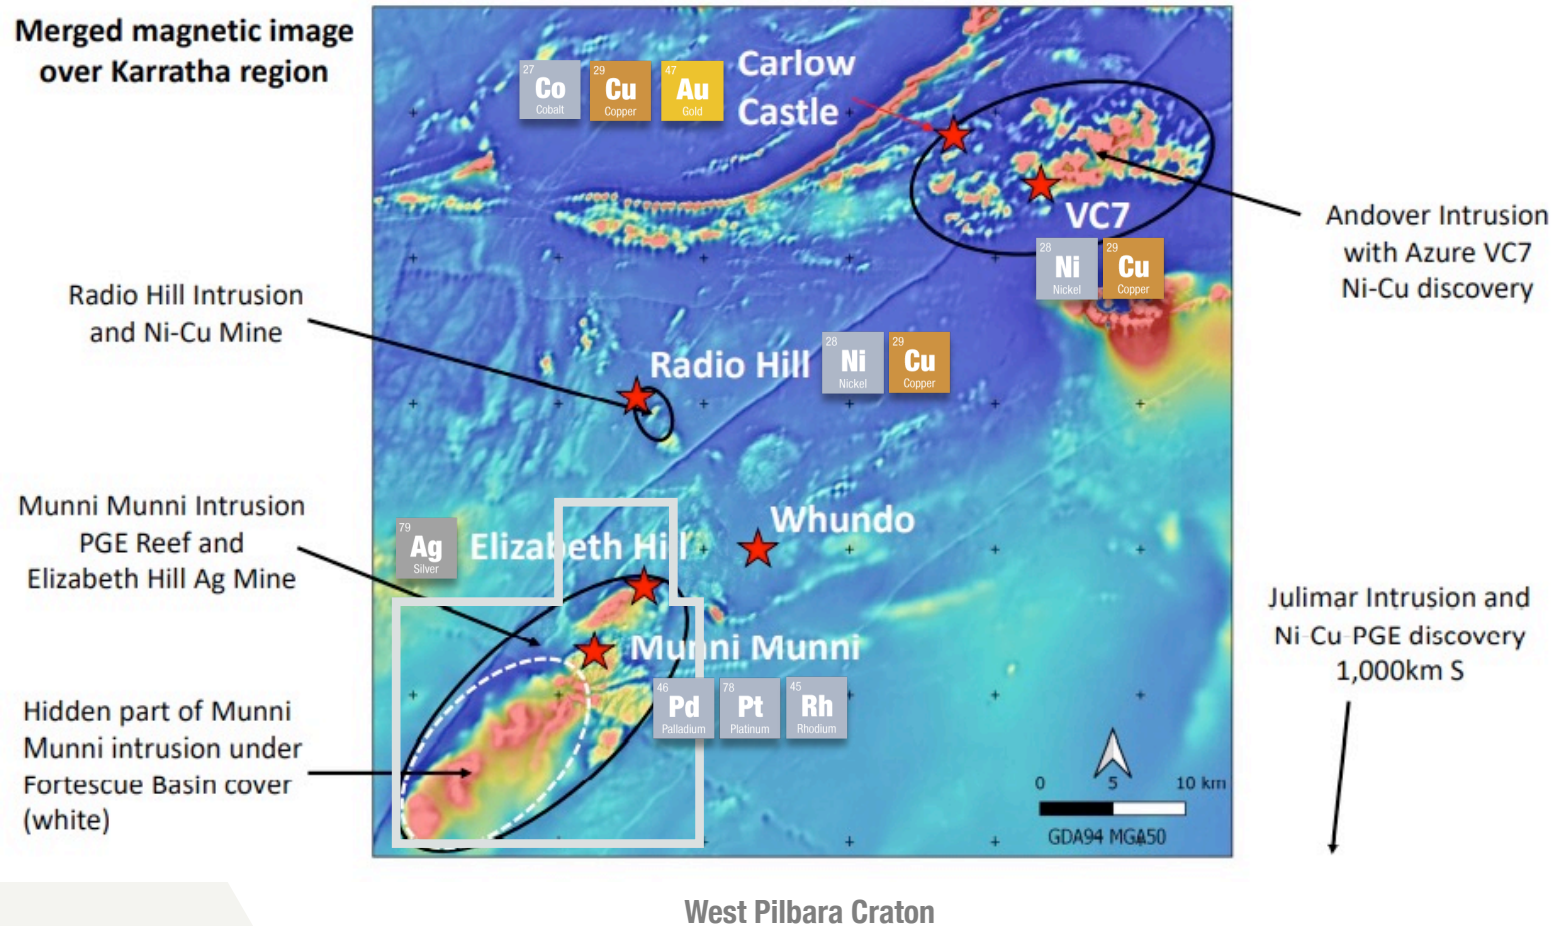 Merged magnetic image
over Karratha region
27
Co
Cobalt
29
Cu
Copper
47
Au
Gold
Carlow
Castle
VC7
28
Ni
Nickel
29
Cu
Copper
Andover Intrusion
with Azure VC7
Ni-Cu discovery
Radio Hill Intrusion
and Ni-Cu Mine
Radio Hill
28
Ni
Nickel
29
Cu
Copper
Munni Munni Intrusion
PGE Reef and
Elizabeth Hill Ag Mine
79
Ag
Silver
Elizabeth Hill
Whundo
Munni Munni
46
Pd
Palladium
78
Pt
Platinum
45
Rh
Rhodium
Hidden part of Munni
Munni intrusion under
Fortescue Basin cover
(white)
Julimar Intrusion and
Ni-Cu-PGE discovery
1,000km S
0 5 10 km
GDA94 MGA50
West Pilbara Craton